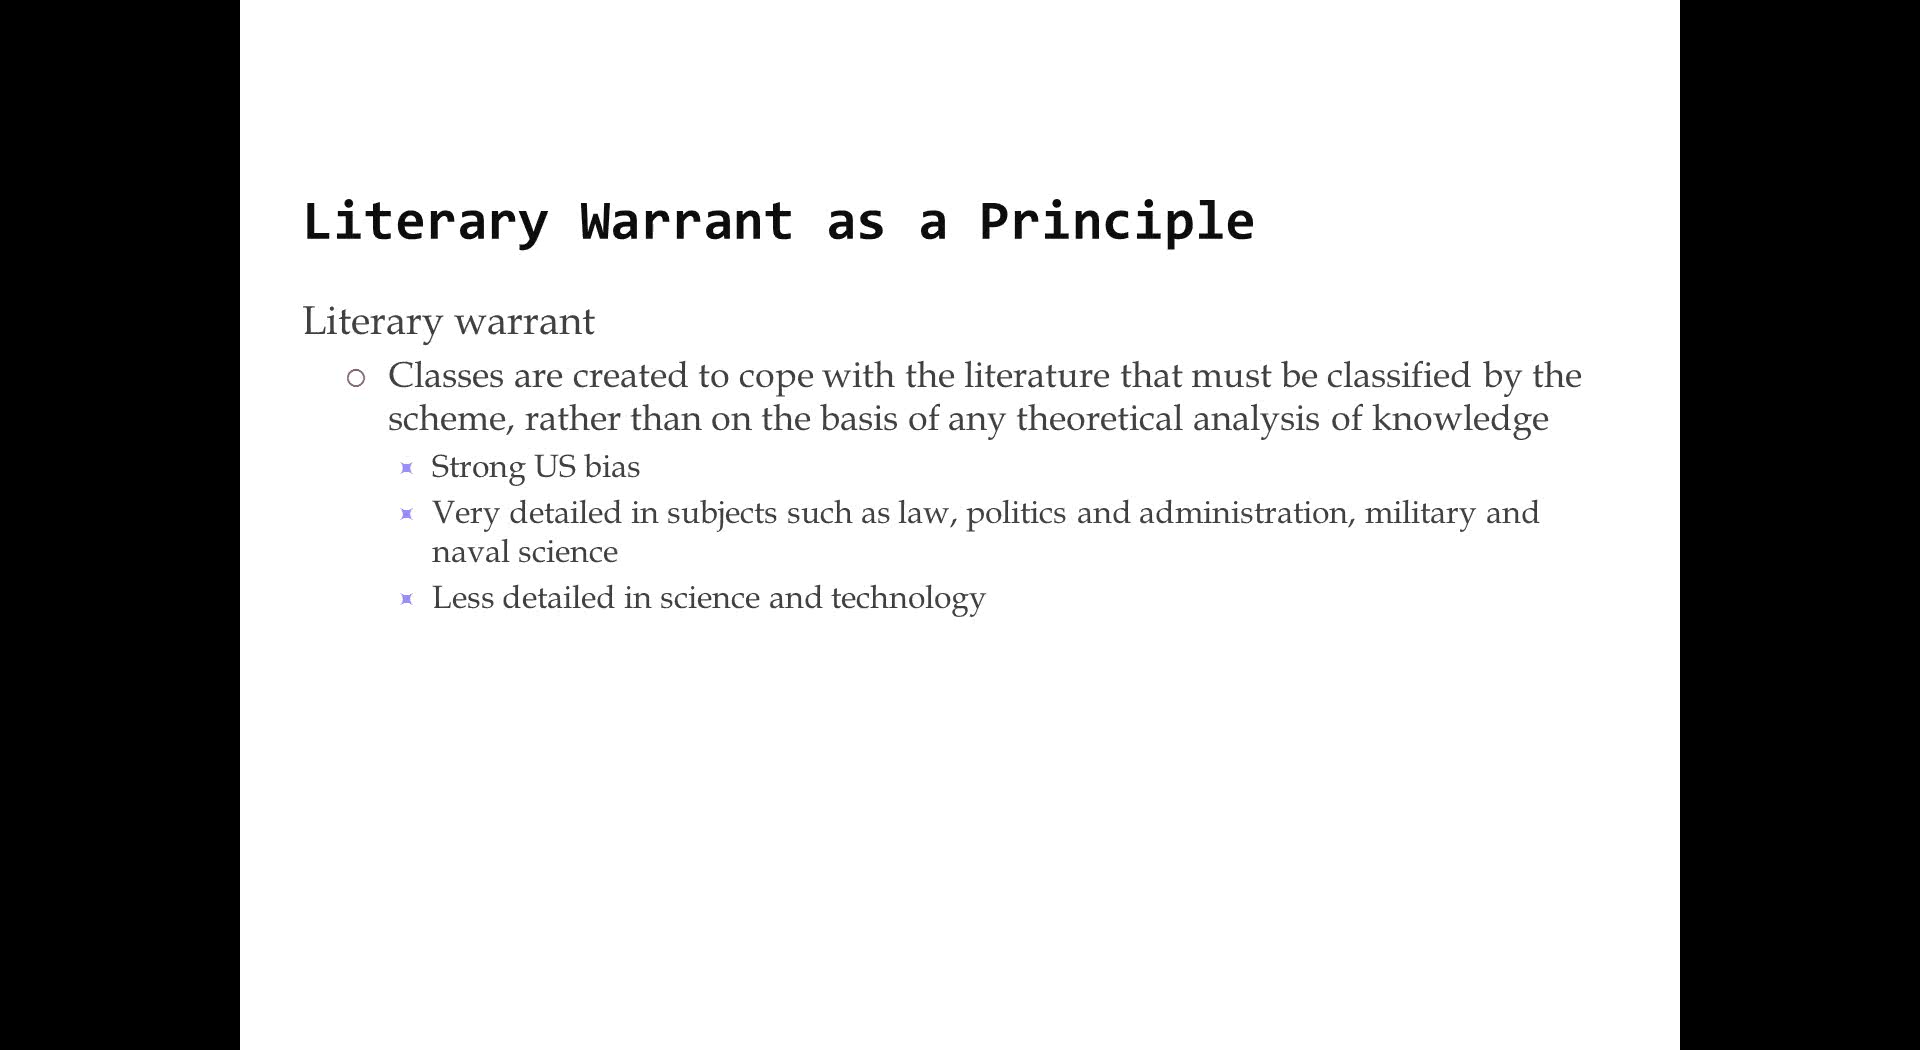 Literary Warrant as a Principle
Literary warrant
Classes are created to cope with the literature that must be classified by the
scheme, rather than on the basis of any theoretical analysis of knowledge
Strong US bias
Very detailed in subjects such as law, politics and administration, military and
naval science
Less detailed in science and technology